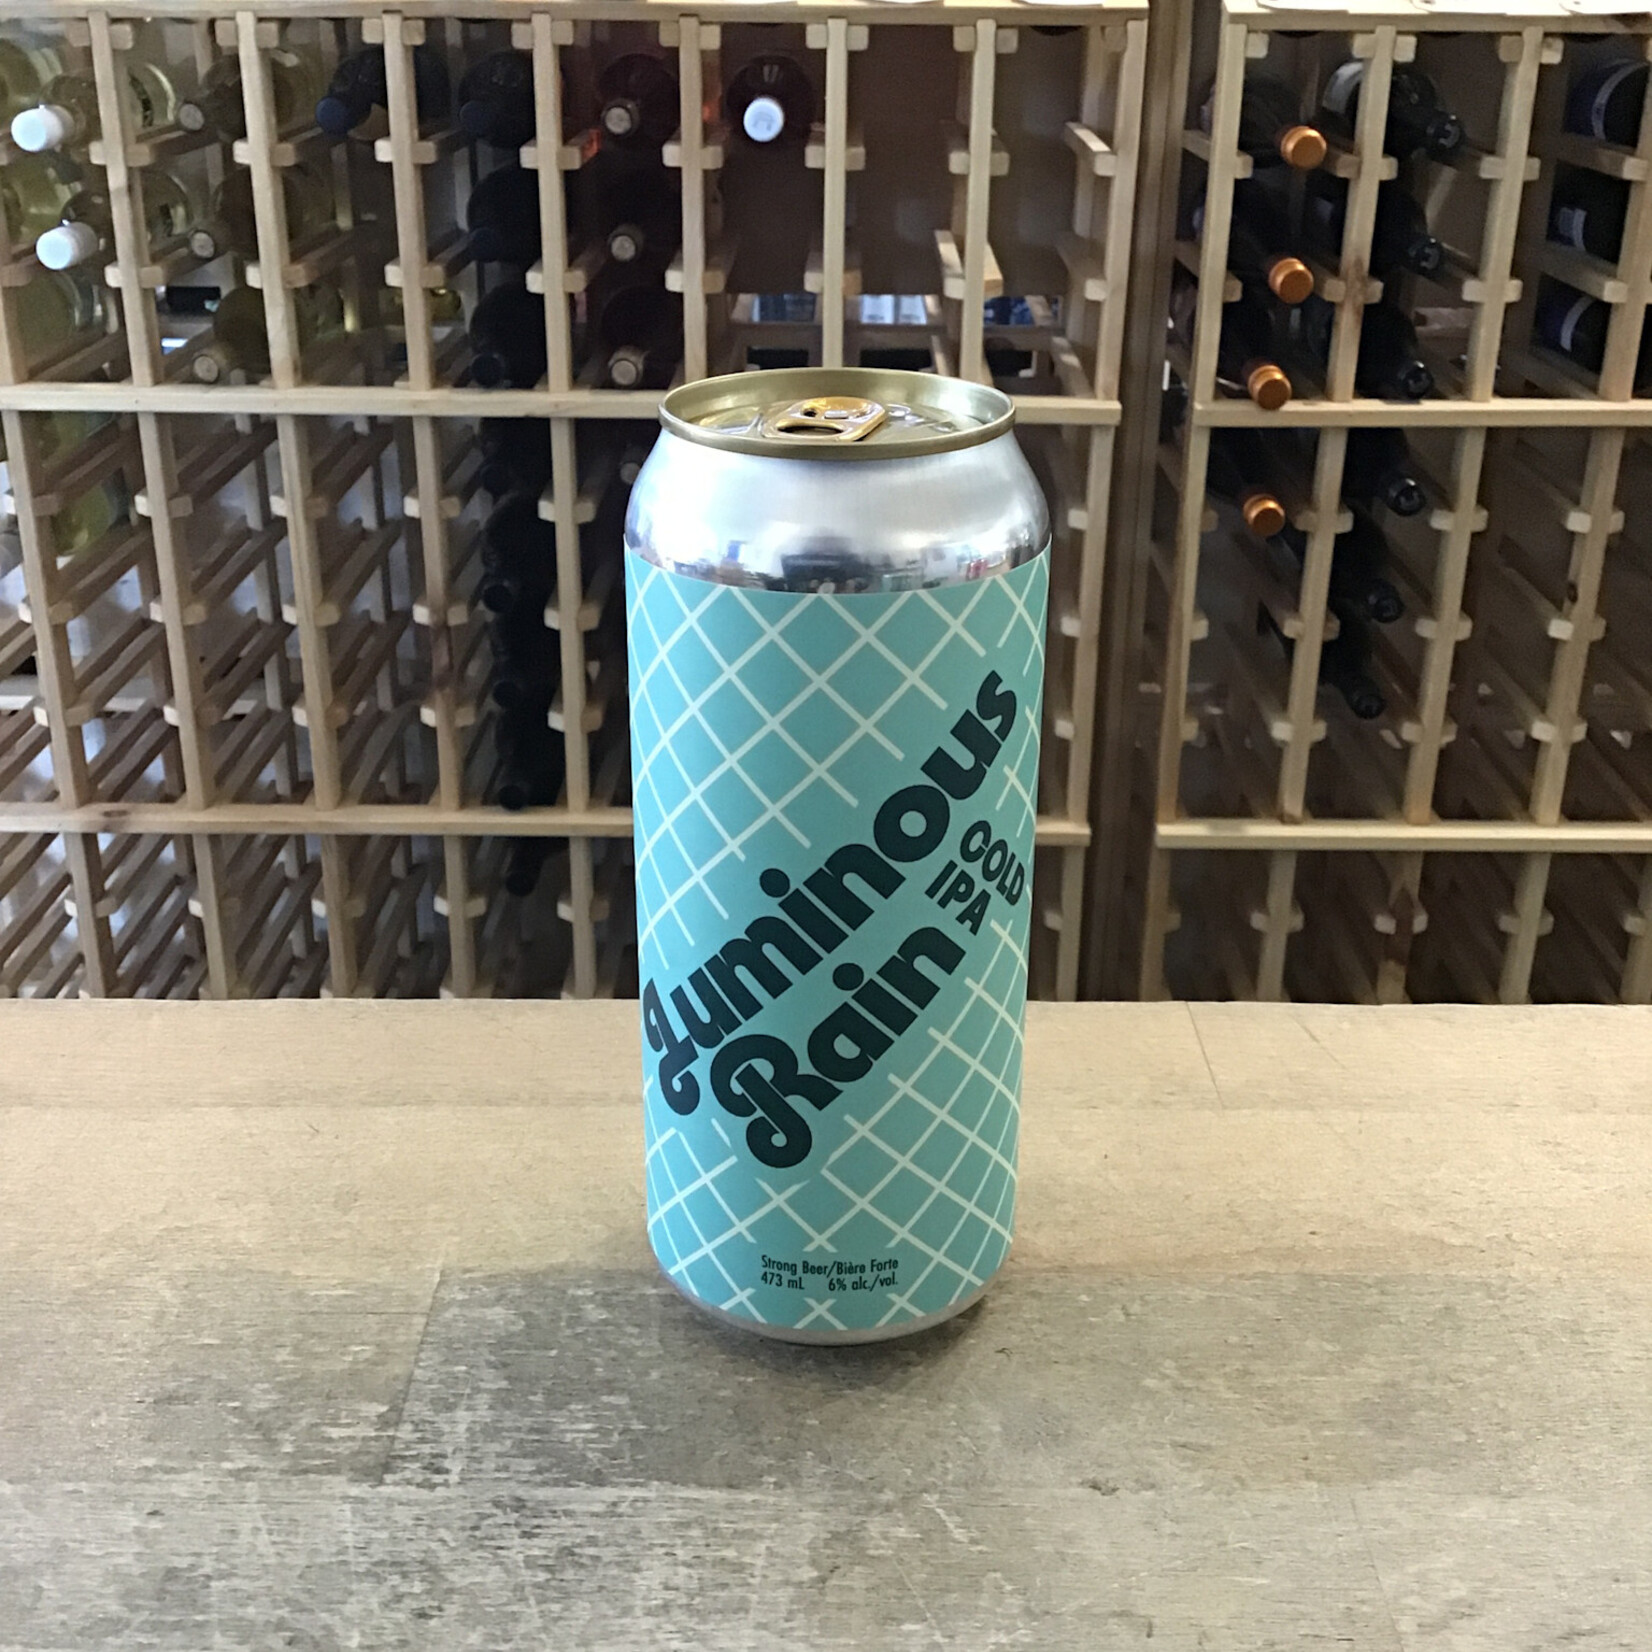 Luminous
Rain
COLD
IPA
Strong Beer/Bière Forte
473 mL 6% alc./vol.